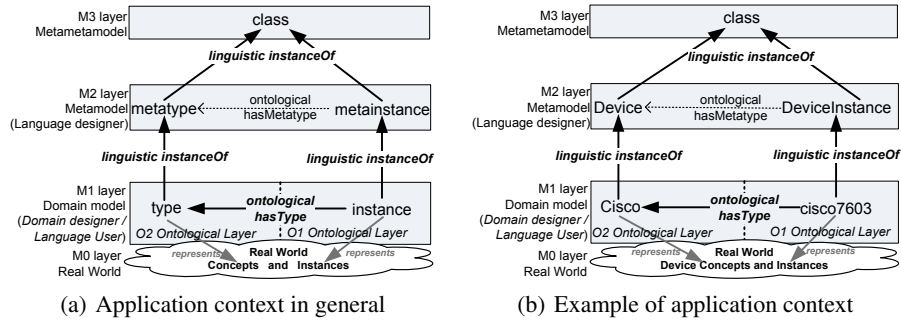 M3 layer
Metametamodel
class
linguistic instanceOf
M2 layer
Metamodel
(Language designer)
metatype
ontological
hasMetatype
metainstance
linguistic instanceOf
linguistic instanceOf
M1 layer
Domain model
(Domain designer /
Language User)
type
ontological
hasType
instance
O2 Ontological Layer
O1 Ontological Layer
M0 layer
Real World
represents
represents
Real World
Concepts and Instances
(a) Application context in general
M3 layer
Metametamodel
class
linguistic instanceOf
M2 layer
Metamodel
(Language designer)
Device
ontological
hasMetatype
DeviceInstance
linguistic instanceOf
linguistic instanceOf
M1 layer
Domain model
(Domain designer /
Language User)
Cisco
ontological
hasType
cisco7603
O2 Ontological Layer
O1 Ontological Layer
M0 layer
Real World
represents
represents
Real World
Device Concepts and Instances
(b) Example of application context